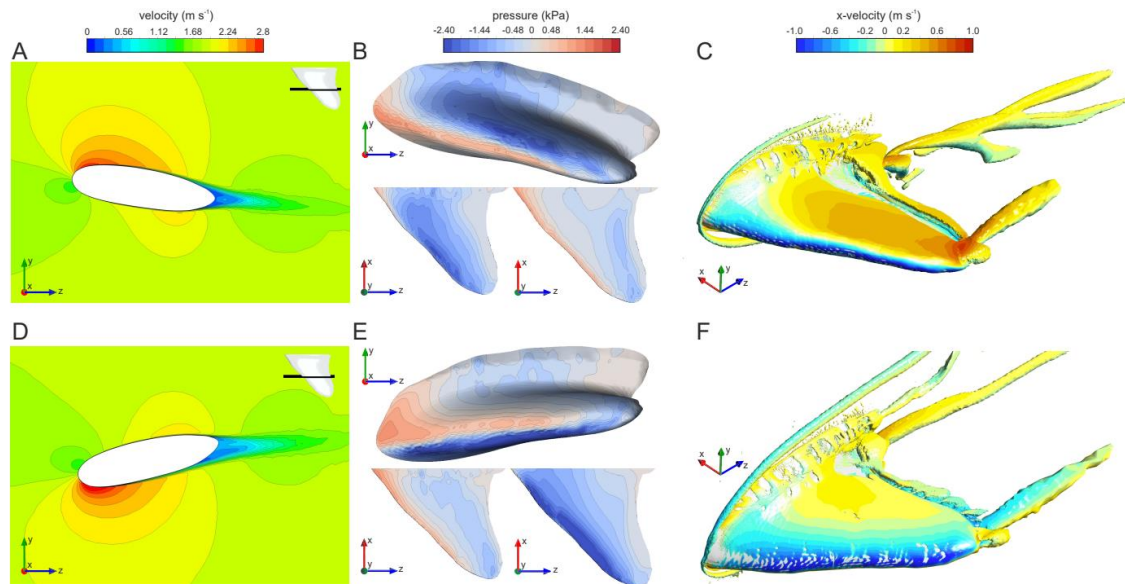 velocity (m s⁻¹)
0 0.56 1.12 1.68 2.24 2.8
pressure (kPa)
-2.40 -1.44 -0.48 0.48 1.44 2.40
x-velocity (m s⁻¹)
-1.0 -0.6 -0.2 0 0.2 0.6 1.0
A
B
C
y
z
y
x
z
x
y
z
x
y
z
x
y
z
D
E
F
y
z
y
x
z
x
y
z
x
y
z
x
y
z